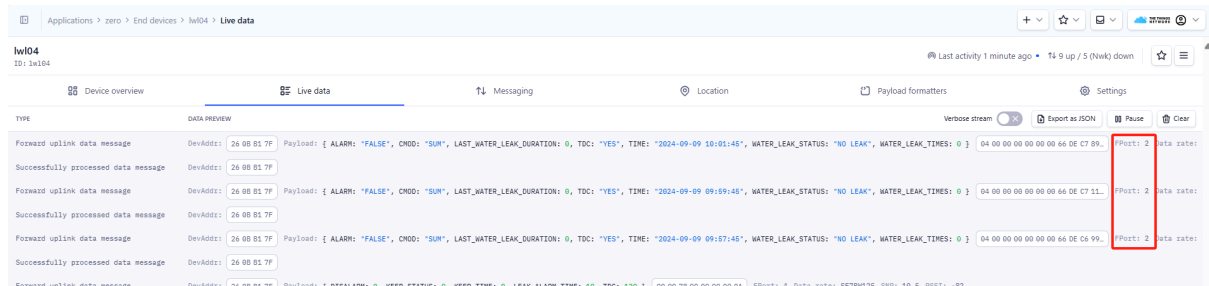 Applications > zero > End devices > lwl04 > Live data
THE THINGS NETWORK
lwl04
ID: lwl04
Last activity 1 minute ago • ↑↓ 9 up / 5 (Nwk) down
Device overview Live data Messaging Location Payload formatters Settings
TYPE DATA PREVIEW Verbose stream Export as JSON Pause Clear
Forward uplink data message DevAddr: 26 0B B1 7F Payload: { ALARM: "FALSE", CMOD: "SUM", LAST_WATER_LEAK_DURATION: 0, TDC: "YES", TIME: "2024-09-09 10:01:45", WATER_LEAK_STATUS: "NO LEAK", WATER_LEAK_TIMES: 0 } 04 00 00 00 00 00 00 66 DE C7 89… FPort: 2 Data rate:
Successfully processed data message DevAddr: 26 0B B1 7F
Forward uplink data message DevAddr: 26 0B B1 7F Payload: { ALARM: "FALSE", CMOD: "SUM", LAST_WATER_LEAK_DURATION: 0, TDC: "YES", TIME: "2024-09-09 09:59:45", WATER_LEAK_STATUS: "NO LEAK", WATER_LEAK_TIMES: 0 } 04 00 00 00 00 00 00 66 DE C7 11… FPort: 2 Data rate:
Successfully processed data message DevAddr: 26 0B B1 7F
Forward uplink data message DevAddr: 26 0B B1 7F Payload: { ALARM: "FALSE", CMOD: "SUM", LAST_WATER_LEAK_DURATION: 0, TDC: "YES", TIME: "2024-09-09 09:57:45", WATER_LEAK_STATUS: "NO LEAK", WATER_LEAK_TIMES: 0 } 04 00 00 00 00 00 00 66 DE C6 99… FPort: 2 Data rate:
Successfully processed data message DevAddr: 26 0B B1 7F